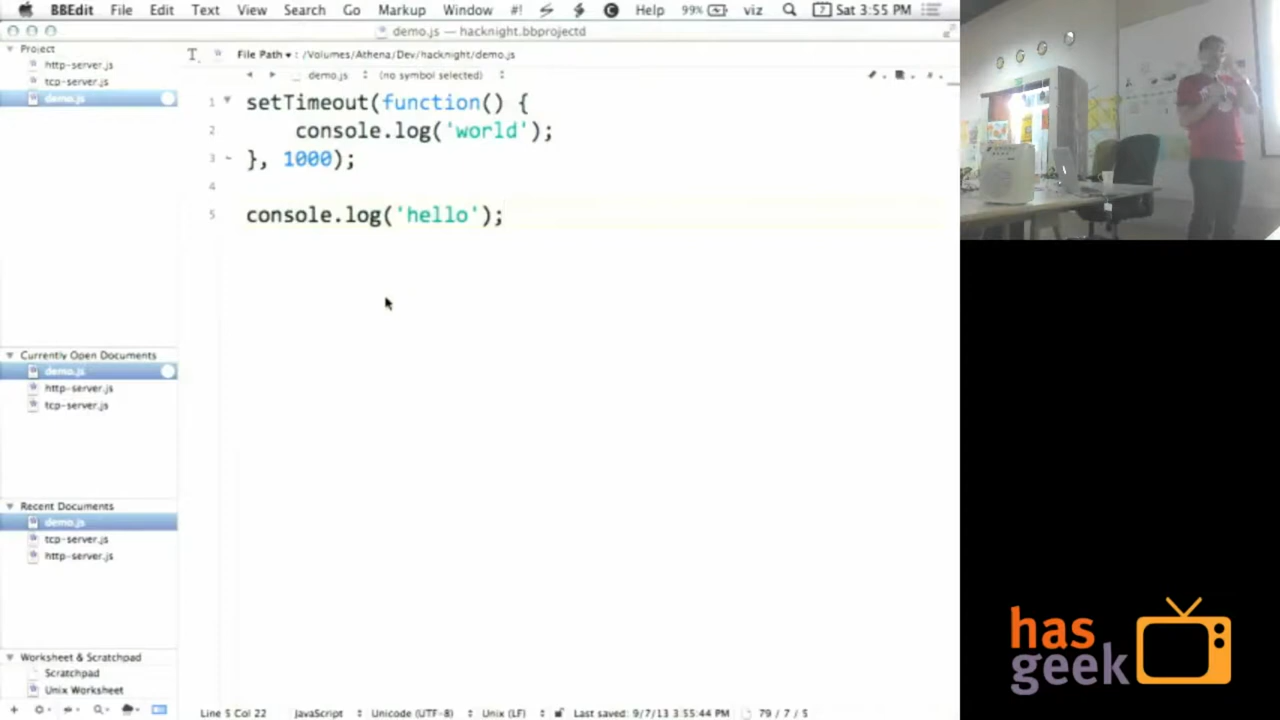 BBEdit File Edit Text View Search Go Markup Window #! Help 99% viz 7 Sat 3:55 PM
demo.js — hacknight.bbprojectd
Project
http-server.js
tcp-server.js
demo.js
File Path ▾ : /Volumes/Athena/Dev/hacknight/demo.js
demo.js (no symbol selected)
1 setTimeout(function() {
2 console.log('world');
3 }, 1000);
4
5 console.log('hello');
Currently Open Documents
demo.js
http-server.js
tcp-server.js
Recent Documents
demo.js
tcp-server.js
http-server.js
Worksheet & Scratchpad
Scratchpad
Unix Worksheet
Line 5 Col 22 JavaScript Unicode (UTF-8) Unix (LF) Last saved: 9/7/13 3:55:44 PM 79 / 7 / 5
has
geek